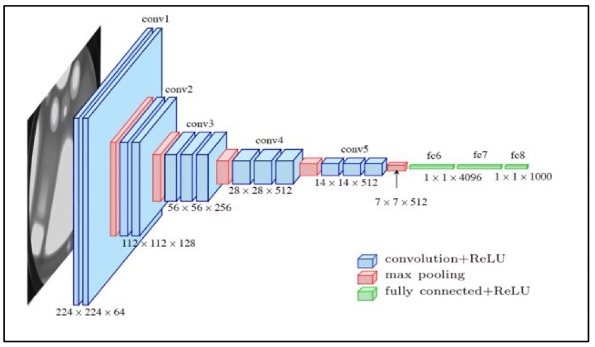 conv1
conv2
conv3
conv4
conv5
fc6
fc7
fc8
224 × 224 × 64
112 × 112 × 128
56 × 56 × 256
28 × 28 × 512
14 × 14 × 512
7 × 7 × 512
1 × 1 × 4096
1 × 1 × 1000
convolution+ReLU
max pooling
fully connected+ReLU